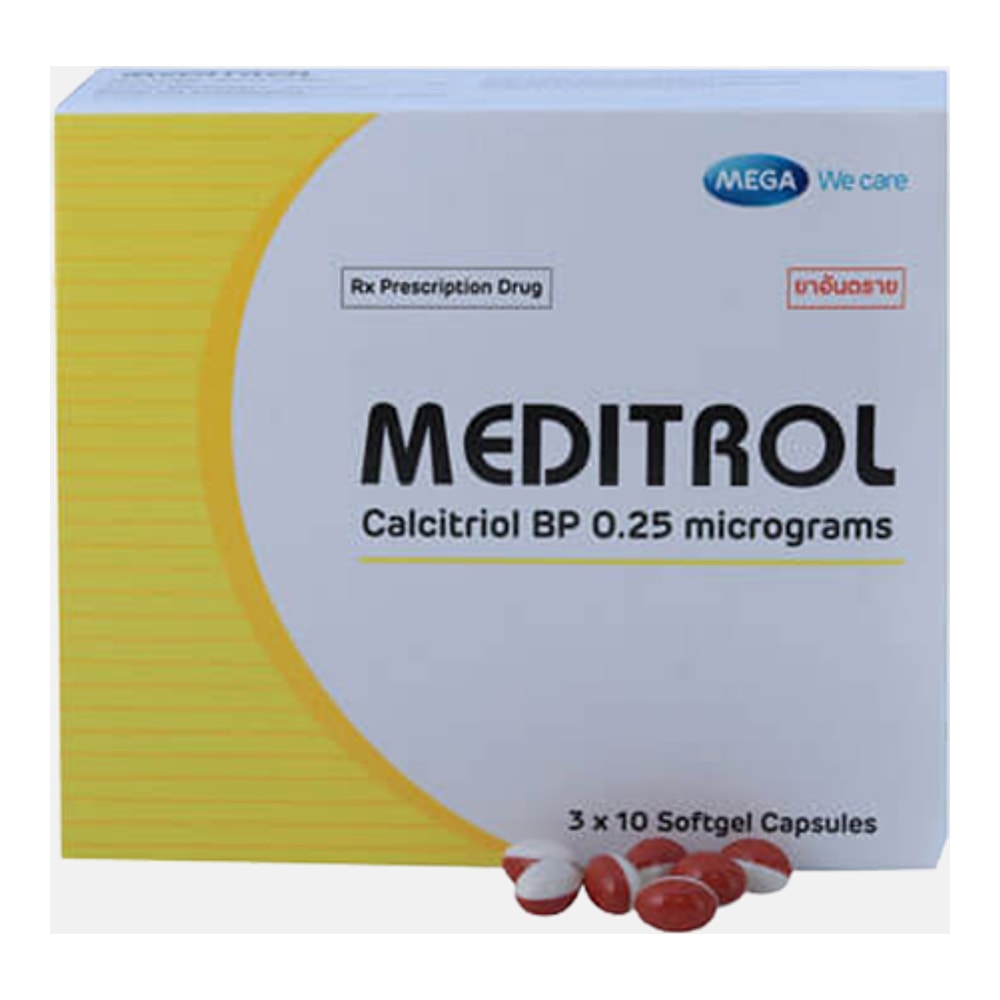 MEGA We care
Rx Prescription Drug
ยาอันตราย
MEDITROL
Calcitriol BP 0.25 micrograms
3 x 10 Softgel Capsules